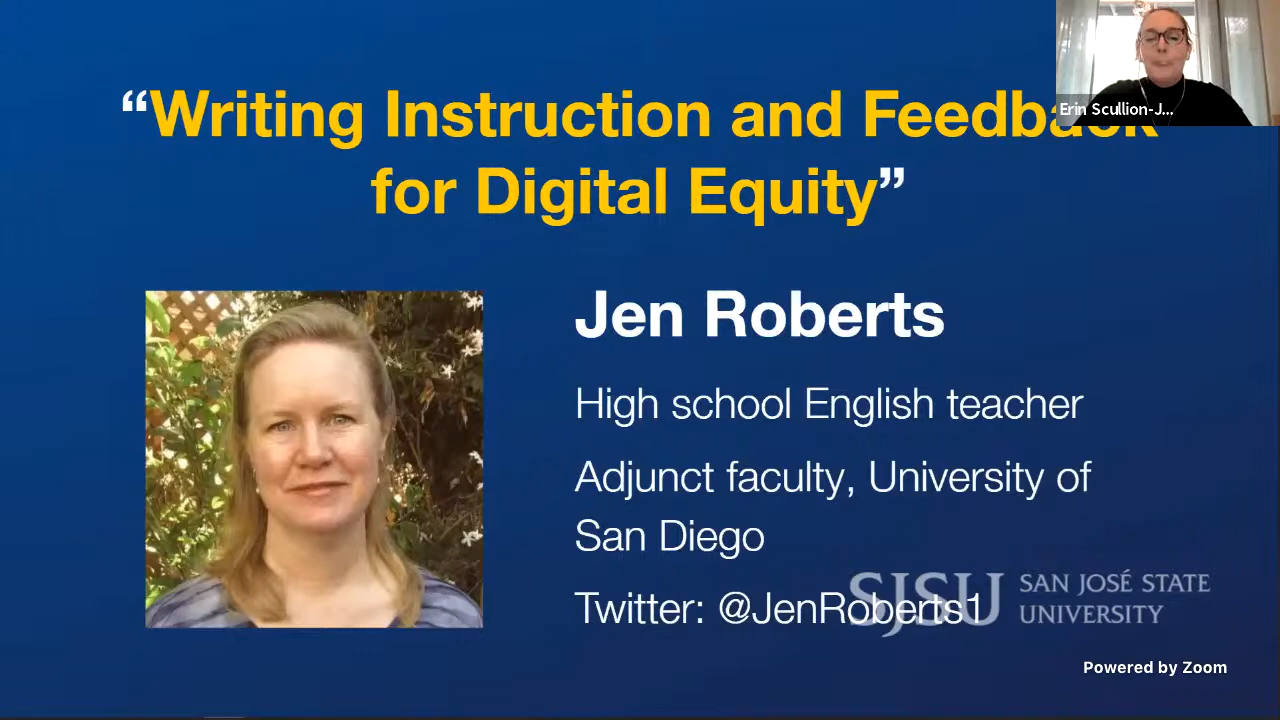 Erin Scullion-J...
“Writing Instruction and Feedback
for Digital Equity”
Jen Roberts
High school English teacher
Adjunct faculty, University of
San Diego
Twitter: @JenRoberts1
SJSU SAN JOSÉ STATE
UNIVERSITY
Powered by Zoom